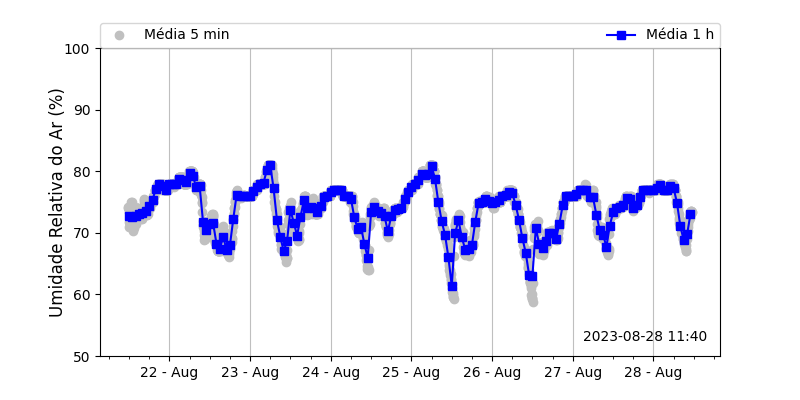 Média 5 min
Média 1 h
Umidade Relativa do Ar (%)
100
90
80
70
60
50
2023-08-28 11:40
22 - Aug
23 - Aug
24 - Aug
25 - Aug
26 - Aug
27 - Aug
28 - Aug